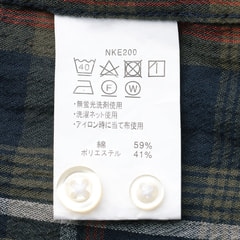 NKE200
40
F W
・無蛍光洗剤使用
・洗濯ネット使用
・アイロン時に当て布使用
綿 59%
ポリエステル 41%